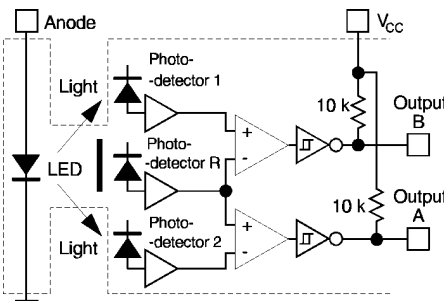 Anode
VCC
Photo-
-detector 1
Light
10 k
Output
B
+
-
Photo-
-detector R
LED
Output
A
10 k
+
-
Photo-
-detector 2
Light